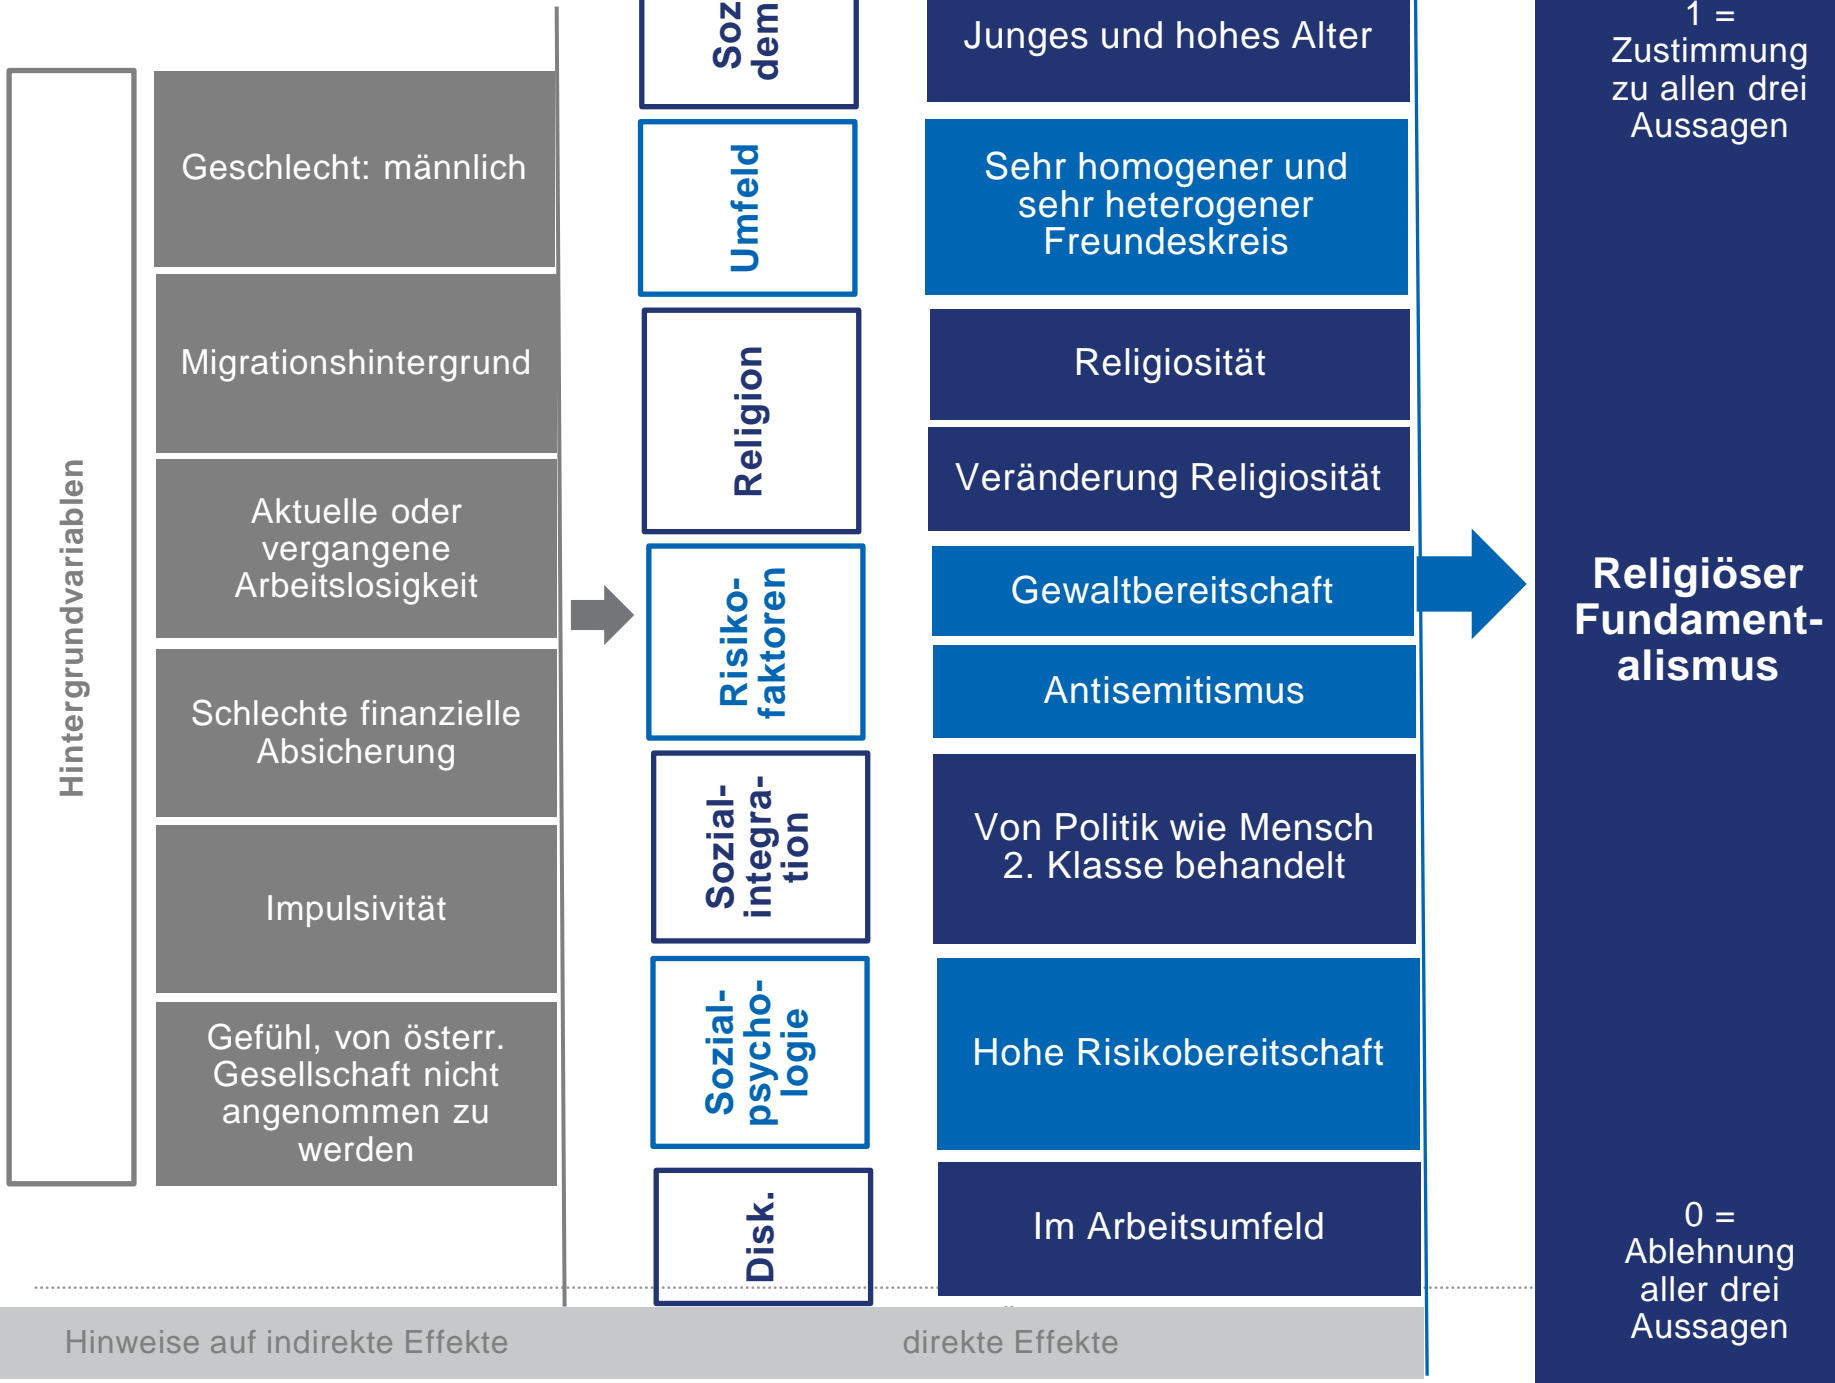 Hintergrundvariablen
Geschlecht: männlich
Migrationshintergrund
Aktuelle oder
vergangene
Arbeitslosigkeit
Schlechte finanzielle
Absicherung
Impulsivität
Gefühl, von österr.
Gesellschaft nicht
angenommen zu
werden
Hinweise auf indirekte Effekte
Soz
dem
Junges und hohes Alter
Umfeld
Sehr homogener und
sehr heterogener
Freundeskreis
Religion
Religiosität
Veränderung Religiosität
Risiko-
faktoren
Gewaltbereitschaft
Antisemitismus
Sozial-
integra-
tion
Von Politik wie Mensch
2. Klasse behandelt
Sozial-
psycho-
logie
Hohe Risikobereitschaft
Disk.
Im Arbeitsumfeld
direkte Effekte
1 =
Zustimmung
zu allen drei
Aussagen
Religiöser
Fundament-
alismus
0 =
Ablehnung
aller drei
Aussagen